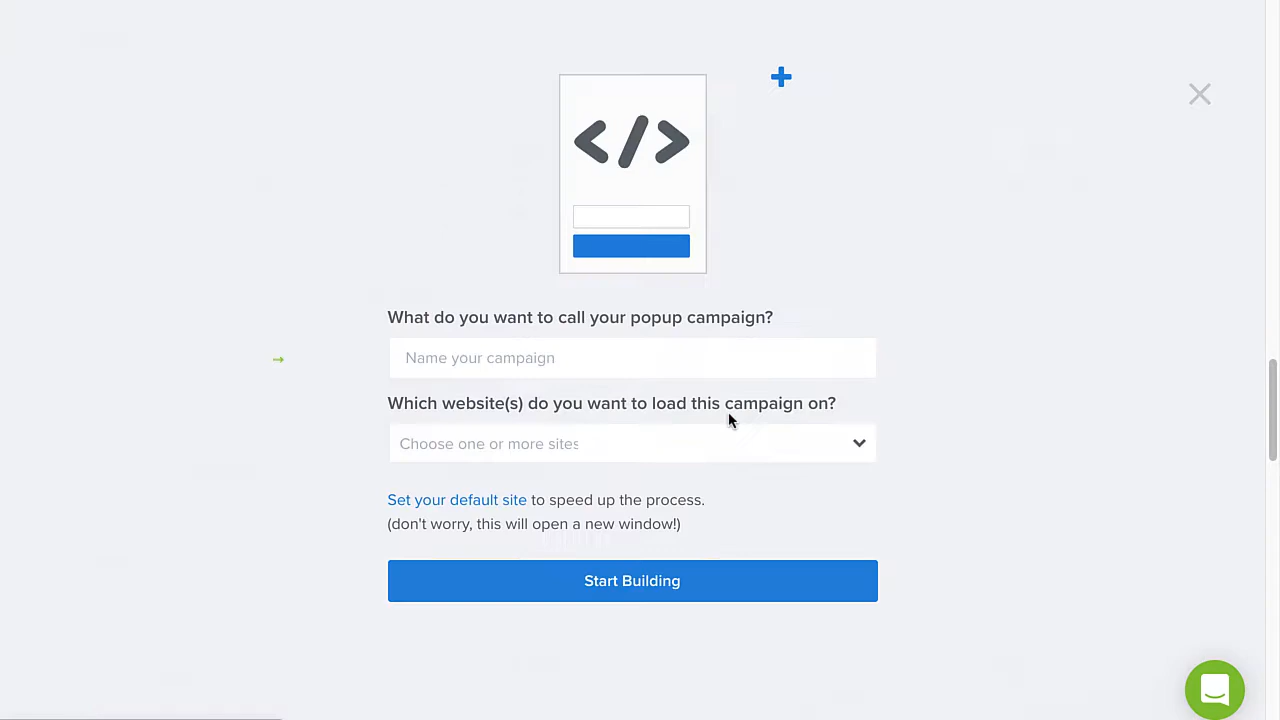 What do you want to call your popup campaign?
Name your campaign
Which website(s) do you want to load this campaign on?
Choose one or more sites
Set your default site to speed up the process.
(don't worry, this will open a new window!)
Start Building